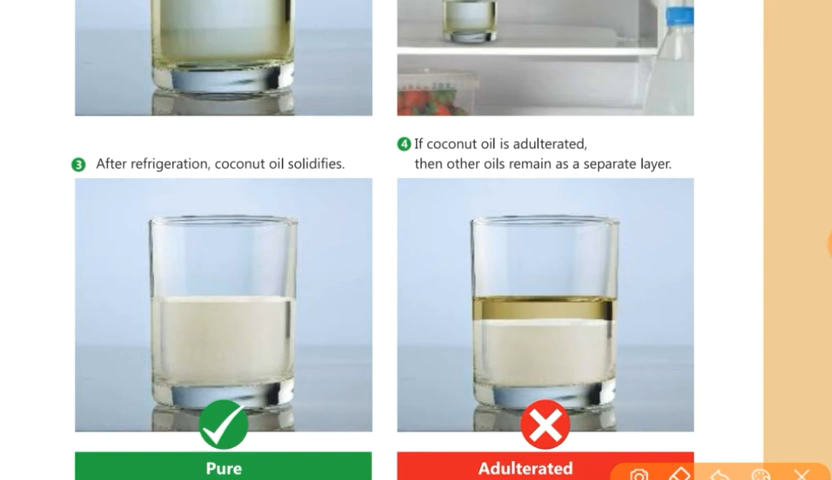 3 After refrigeration, coconut oil solidifies.
4 If coconut oil is adulterated,
then other oils remain as a separate layer.
Pure
Adulterated